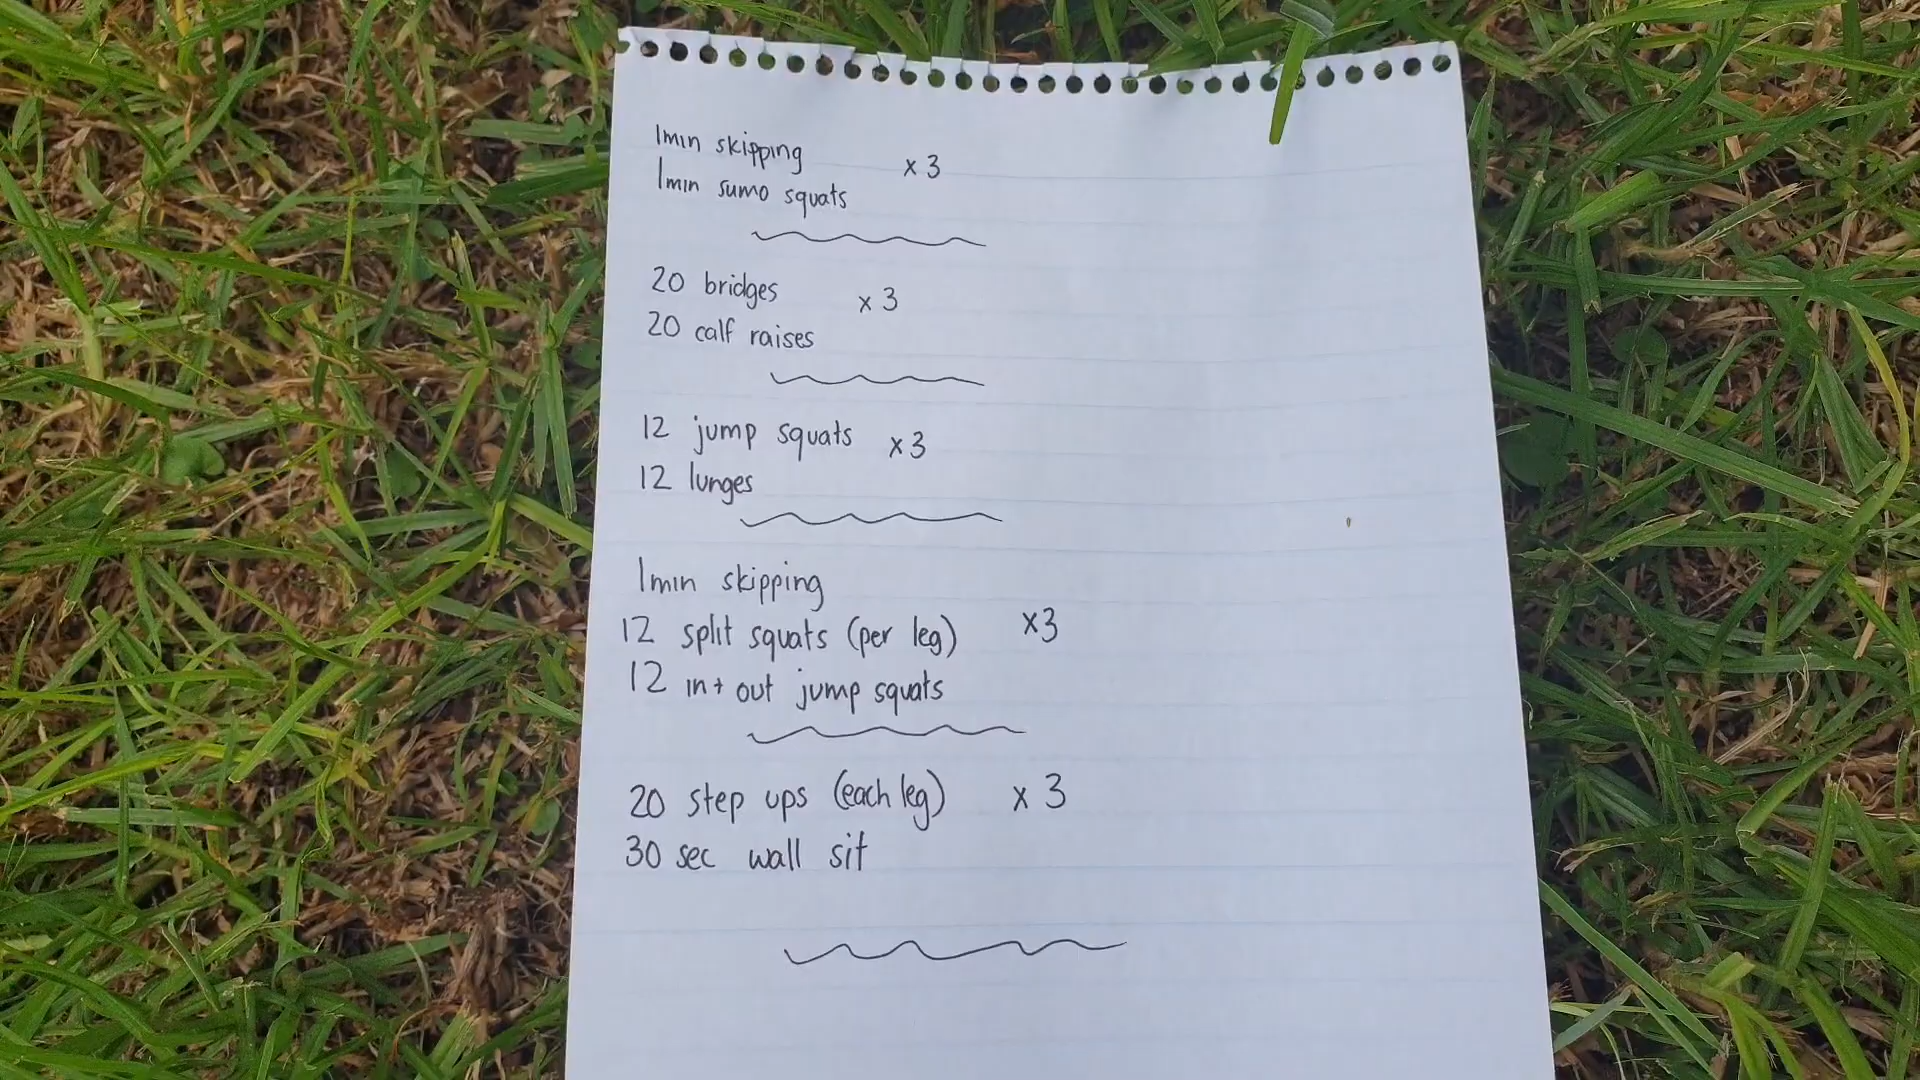 1min skipping x 3
1min sumo squats
20 bridges x 3
20 calf raises
12 jump squats x 3
12 lunges
1min skipping
12 split squats (per leg) x3
12 in + out jump squats
20 step ups (each leg) x 3
30 sec wall sit